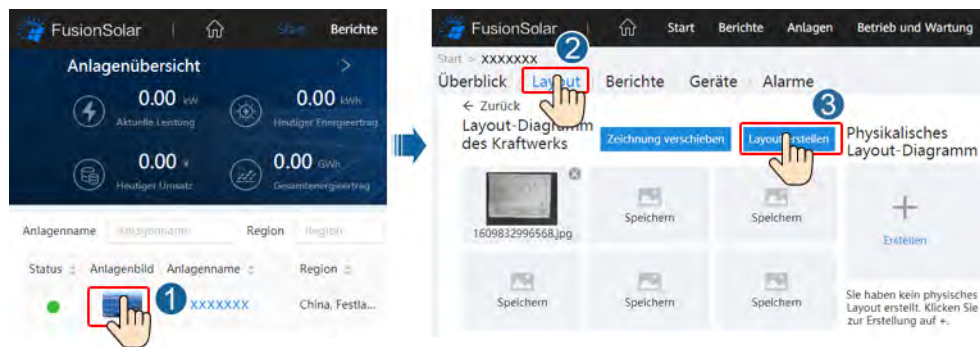 FusionSolar
Start
Berichte
Anlagenübersicht
>
0.00 kW
Aktuelle Leistung
0.00 kWh
Heutiger Energieertrag
0.00 ¥
Heutiger Umsatz
0.00 GWh
Gesamtenergieertrag
Anlagenname
Anlagenname
Region
Region
Status
Anlagenbild
Anlagenname
Region
1
XXXXXXX
China, Festla...
FusionSolar
Start
Berichte
Anlagen
Betrieb und Wartung
2
Start > XXXXXXX
Überblick
Layout
Berichte
Geräte
Alarme
3
← Zurück
Layout-Diagramm
des Kraftwerks
Zeichnung verschieben
Layout erstellen
Physikalisches
Layout-Diagramm
1609832996568.jpg
Speichern
Speichern
+
Erstellen
Speichern
Speichern
Speichern
Sie haben kein physisches
Layout erstellt. Klicken Sie
zur Erstellung auf +.